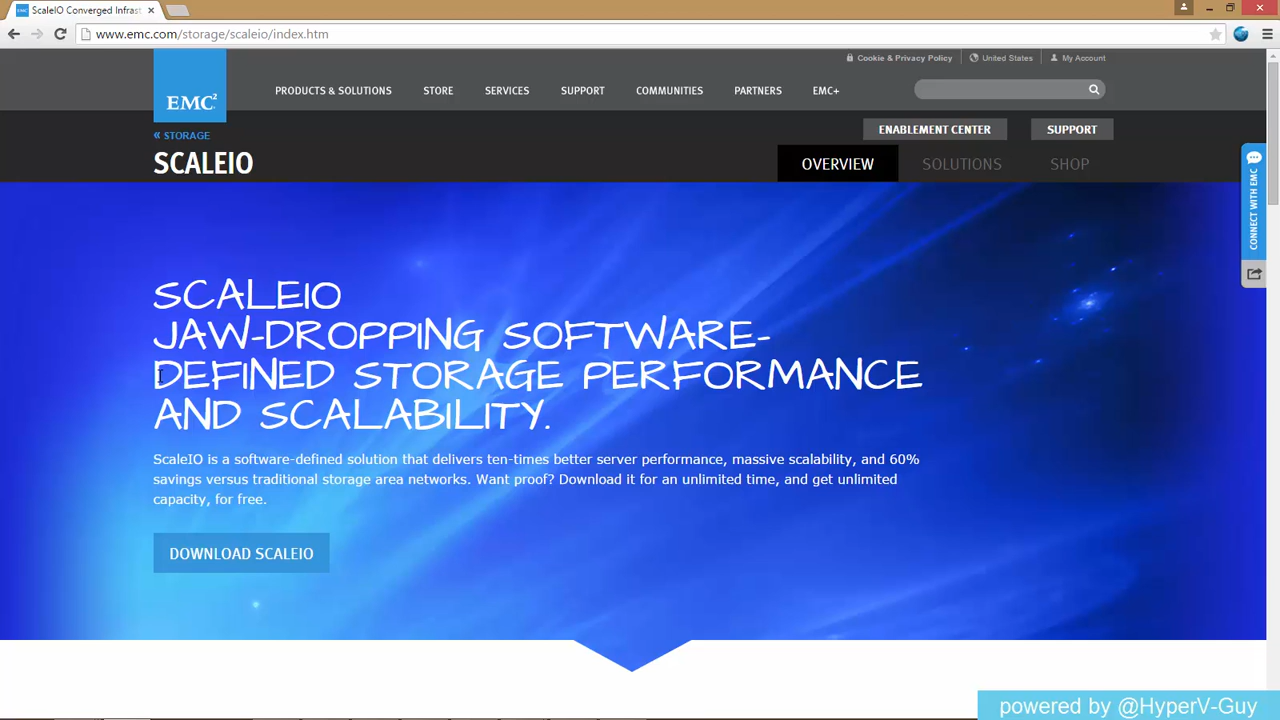 ScaleIO Converged Infrast
www.emc.com/storage/scaleio/index.htm
Cookie & Privacy Policy
United States
My Account
EMC²
PRODUCTS & SOLUTIONS
STORE
SERVICES
SUPPORT
COMMUNITIES
PARTNERS
EMC+
« STORAGE
ENABLEMENT CENTER
SUPPORT
SCALEIO
OVERVIEW
SOLUTIONS
SHOP
CONNECT WITH EMC
SCALEIO
JAW-DROPPING SOFTWARE-
DEFINED STORAGE PERFORMANCE
AND SCALABILITY.
ScaleIO is a software-defined solution that delivers ten-times better server performance, massive scalability, and 60%
savings versus traditional storage area networks. Want proof? Download it for an unlimited time, and get unlimited
capacity, for free.
DOWNLOAD SCALEIO
powered by @HyperV-Guy